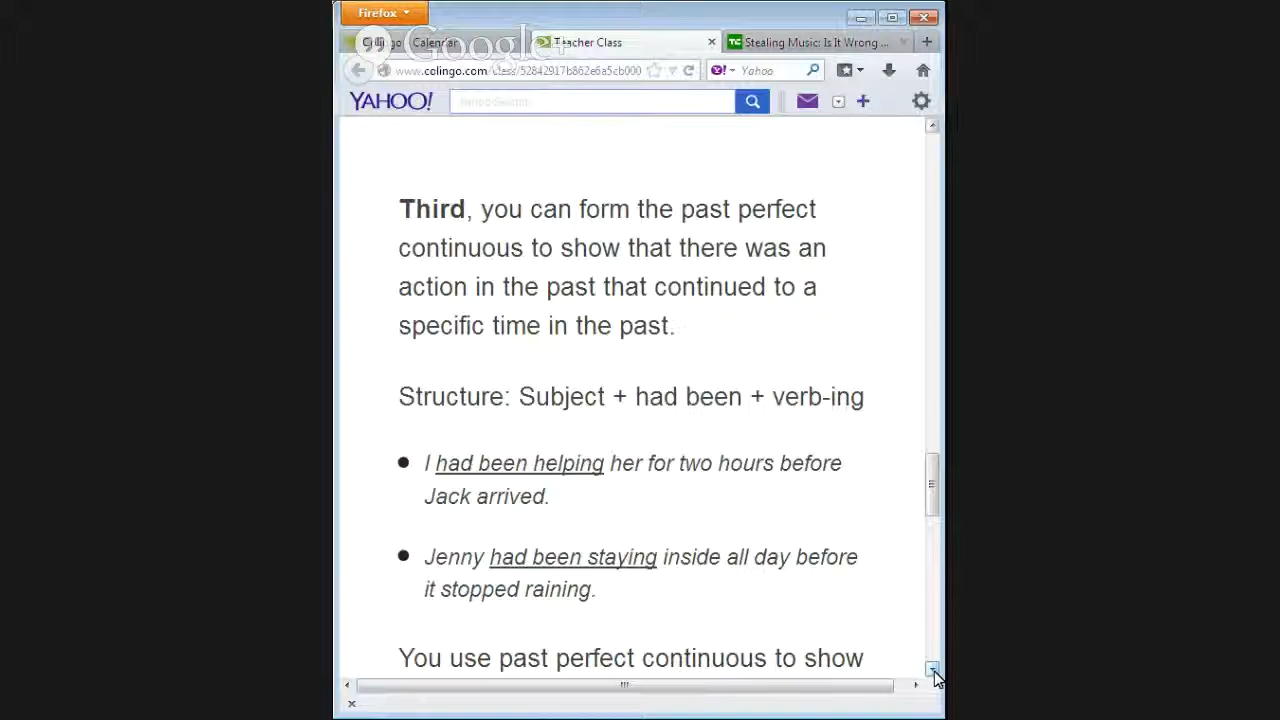 Firefox
Google+
Calendar
Teacher Class
Stealing Music: Is It Wrong ...
www.colingo.com/class/52842917b862e6a5cb000
Yahoo
YAHOO!
Third, you can form the past perfect
continuous to show that there was an
action in the past that continued to a
specific time in the past.
Structure: Subject + had been + verb-ing
I had been helping her for two hours before
Jack arrived.
Jenny had been staying inside all day before
it stopped raining.
You use past perfect continuous to show